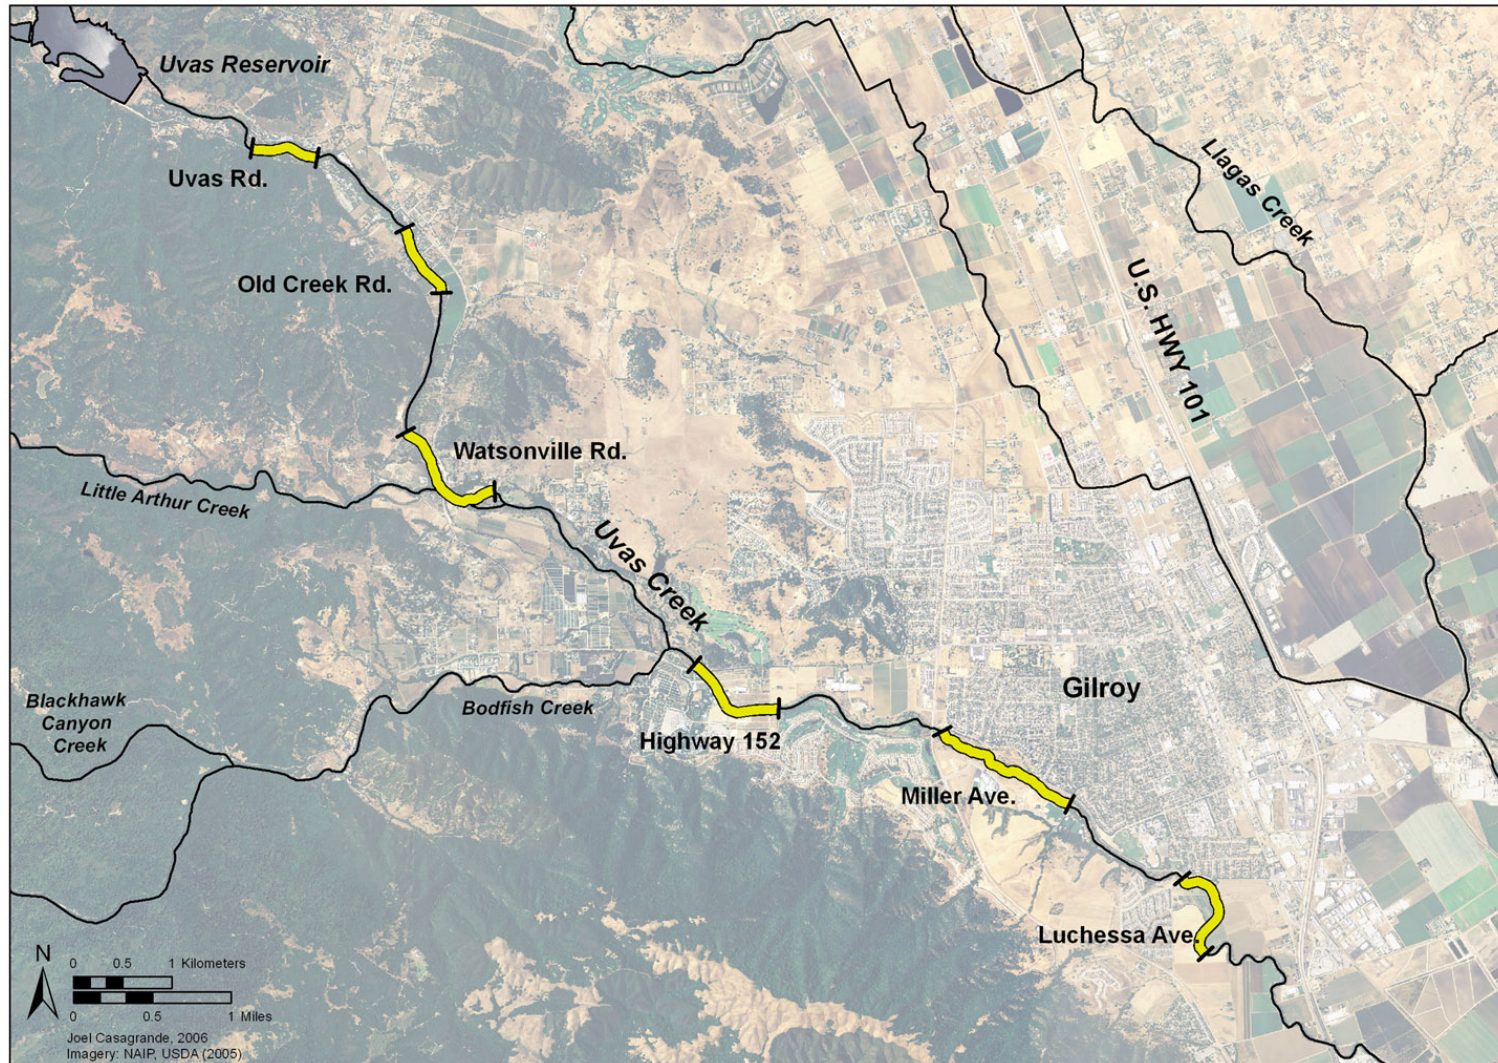 Uvas Reservoir
Uvas Rd.
Old Creek Rd.
Llagas Creek
U.S. HWY 101
Watsonville Rd.
Little Arthur Creek
Uvas Creek
Gilroy
Blackhawk
Canyon
Creek
Bodfish Creek
Highway 152
Miller Ave.
Luchessa Ave.
N
0 0.5 1 Kilometers
0 0.5 1 Miles
Joel Casagrande, 2006
Imagery: NAIP, USDA (2005)